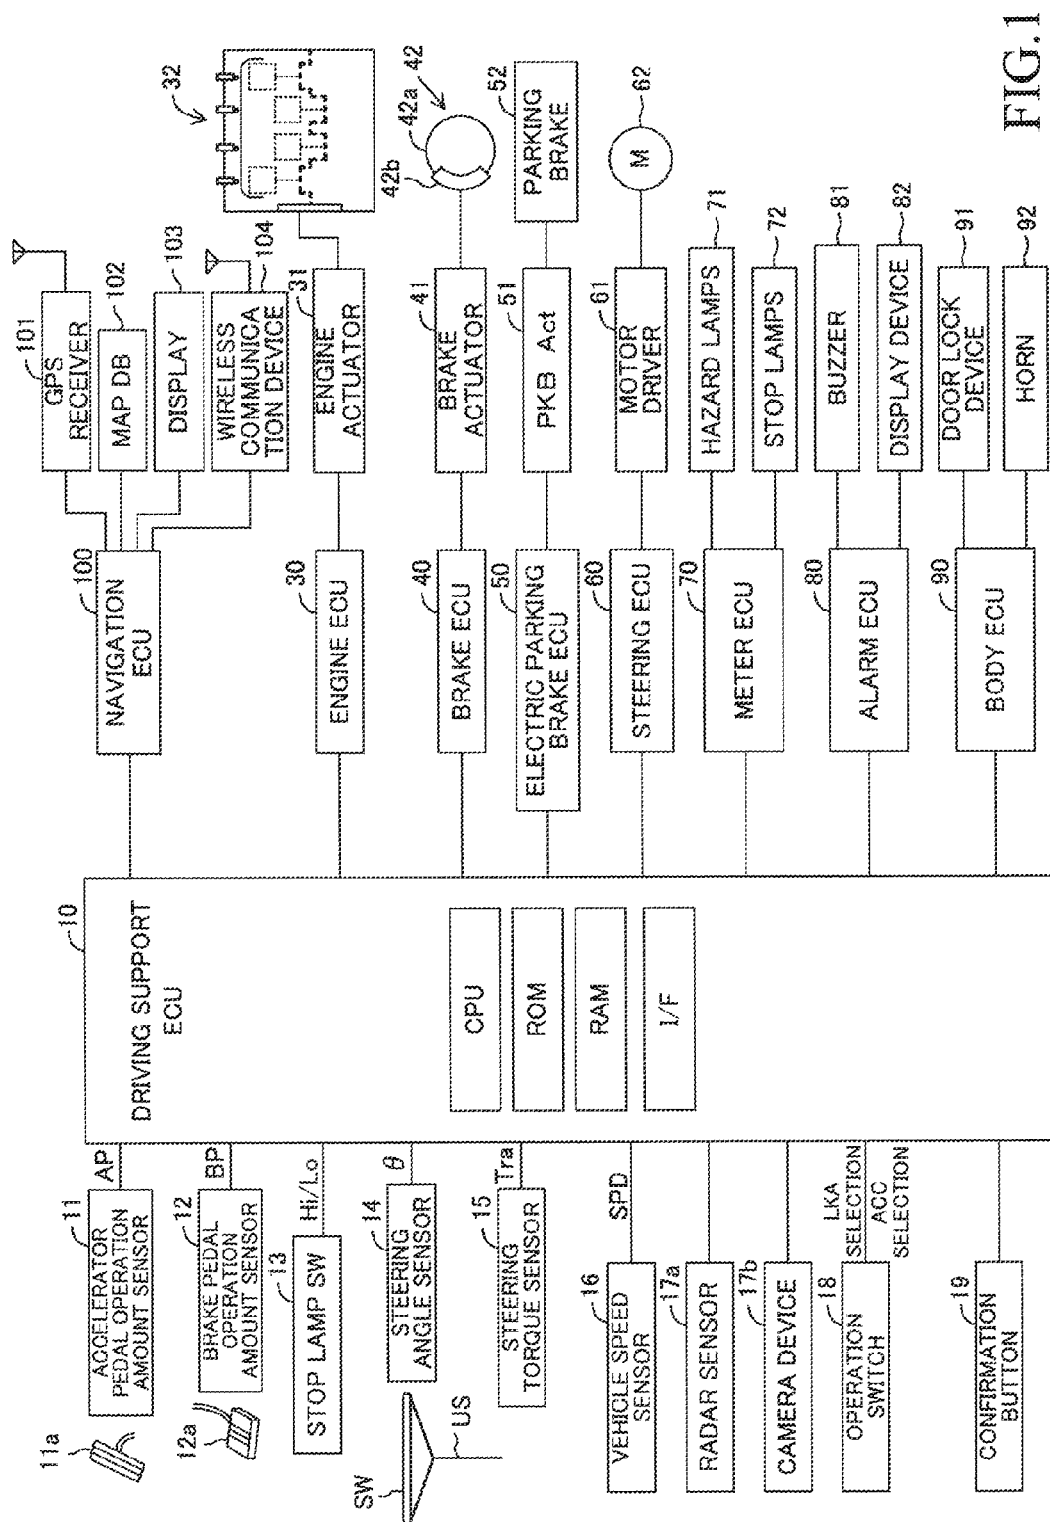 FIG.1
11a
11
ACCELERATOR
PEDAL OPERATION
AMOUNT SENSOR
AP
12a
12
BRAKE PEDAL
OPERATION
AMOUNT SENSOR
BP
13
STOP LAMP SW
Hi/Lo
SW
US
14
STEERING
ANGLE SENSOR
θ
15
STEERING
TORQUE SENSOR
Tra
16
VEHICLE SPEED
SENSOR
SPD
17a
RADAR SENSOR
17b
CAMERA DEVICE
18
OPERATION
SWITCH
LKA
SELECTION
ACC
SELECTION
19
CONFIRMATION
BUTTON
10
DRIVING SUPPORT
ECU
CPU
ROM
RAM
I/F
100
NAVIGATION
ECU
101
GPS
RECEIVER
102
MAP DB
103
DISPLAY
104
WIRELESS
COMMUNICA
TION DEVICE
30
ENGINE ECU
31
ENGINE
ACTUATOR
32
40
BRAKE ECU
41
BRAKE
ACTUATOR
42b
42a
42
50
ELECTRIC PARKING
BRAKE ECU
51
PKB Act
52
PARKING
BRAKE
60
STEERING ECU
61
MOTOR
DRIVER
62
M
70
METER ECU
71
HAZARD LAMPS
72
STOP LAMPS
80
ALARM ECU
81
BUZZER
82
DISPLAY DEVICE
90
BODY ECU
91
DOOR LOCK
DEVICE
92
HORN